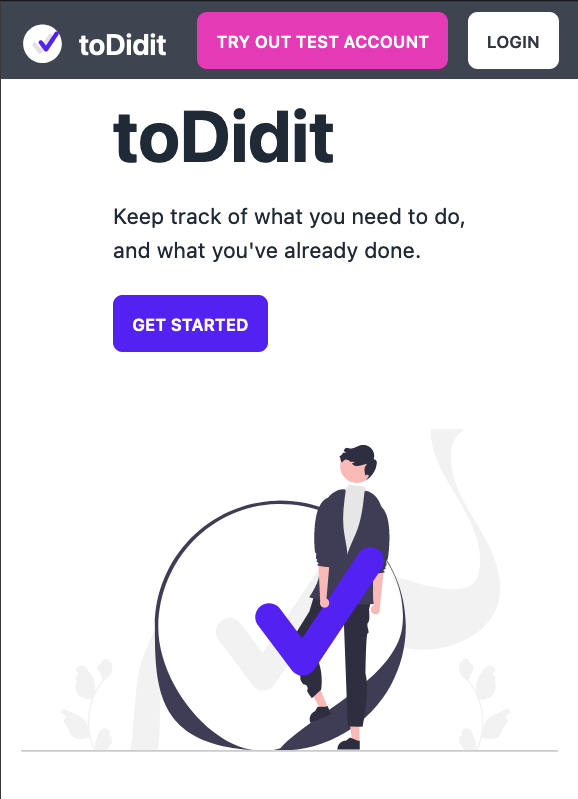 toDidit
TRY OUT TEST ACCOUNT
LOGIN
toDidit
Keep track of what you need to do,
and what you've already done.
GET STARTED